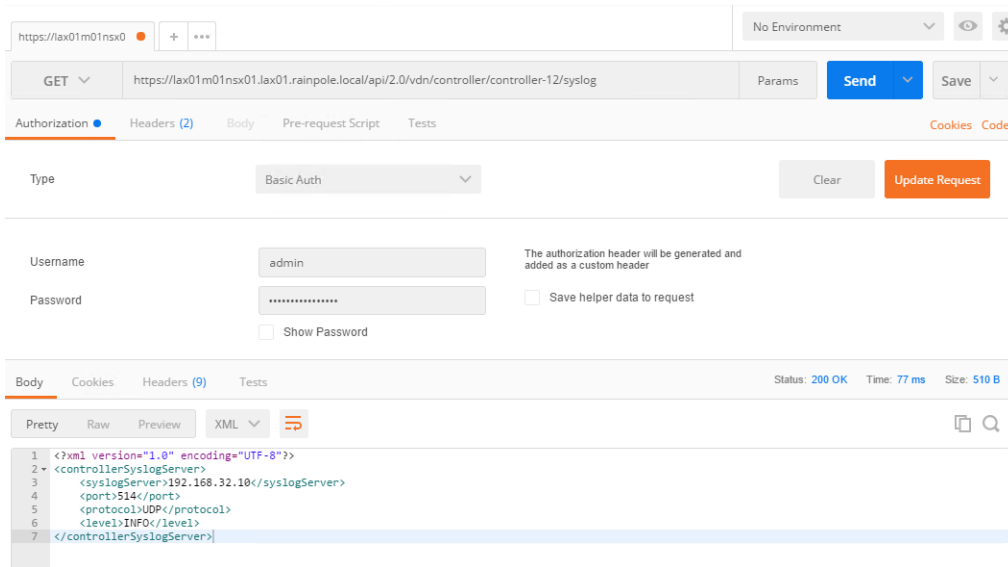 https://lax01m01nsx0
+
•••
No Environment
GET
https://lax01m01nsx01.lax01.rainpole.local/api/2.0/vdn/controller/controller-12/syslog
Params
Send
Save
Authorization
Headers (2)
Body
Pre-request Script
Tests
Cookies
Code
Type
Basic Auth
Clear
Update Request
Username
admin
The authorization header will be generated and
added as a custom header
Password
••••••••••••••••
Save helper data to request
Show Password
Body
Cookies
Headers (9)
Tests
Status: 200 OK
Time: 77 ms
Size: 510 B
Pretty
Raw
Preview
XML
1 <?xml version="1.0" encoding="UTF-8"?>
2 <controllerSyslogServer>
3 <syslogServer>192.168.32.10</syslogServer>
4 <port>514</port>
5 <protocol>UDP</protocol>
6 <level>INFO</level>
7 </controllerSyslogServer>